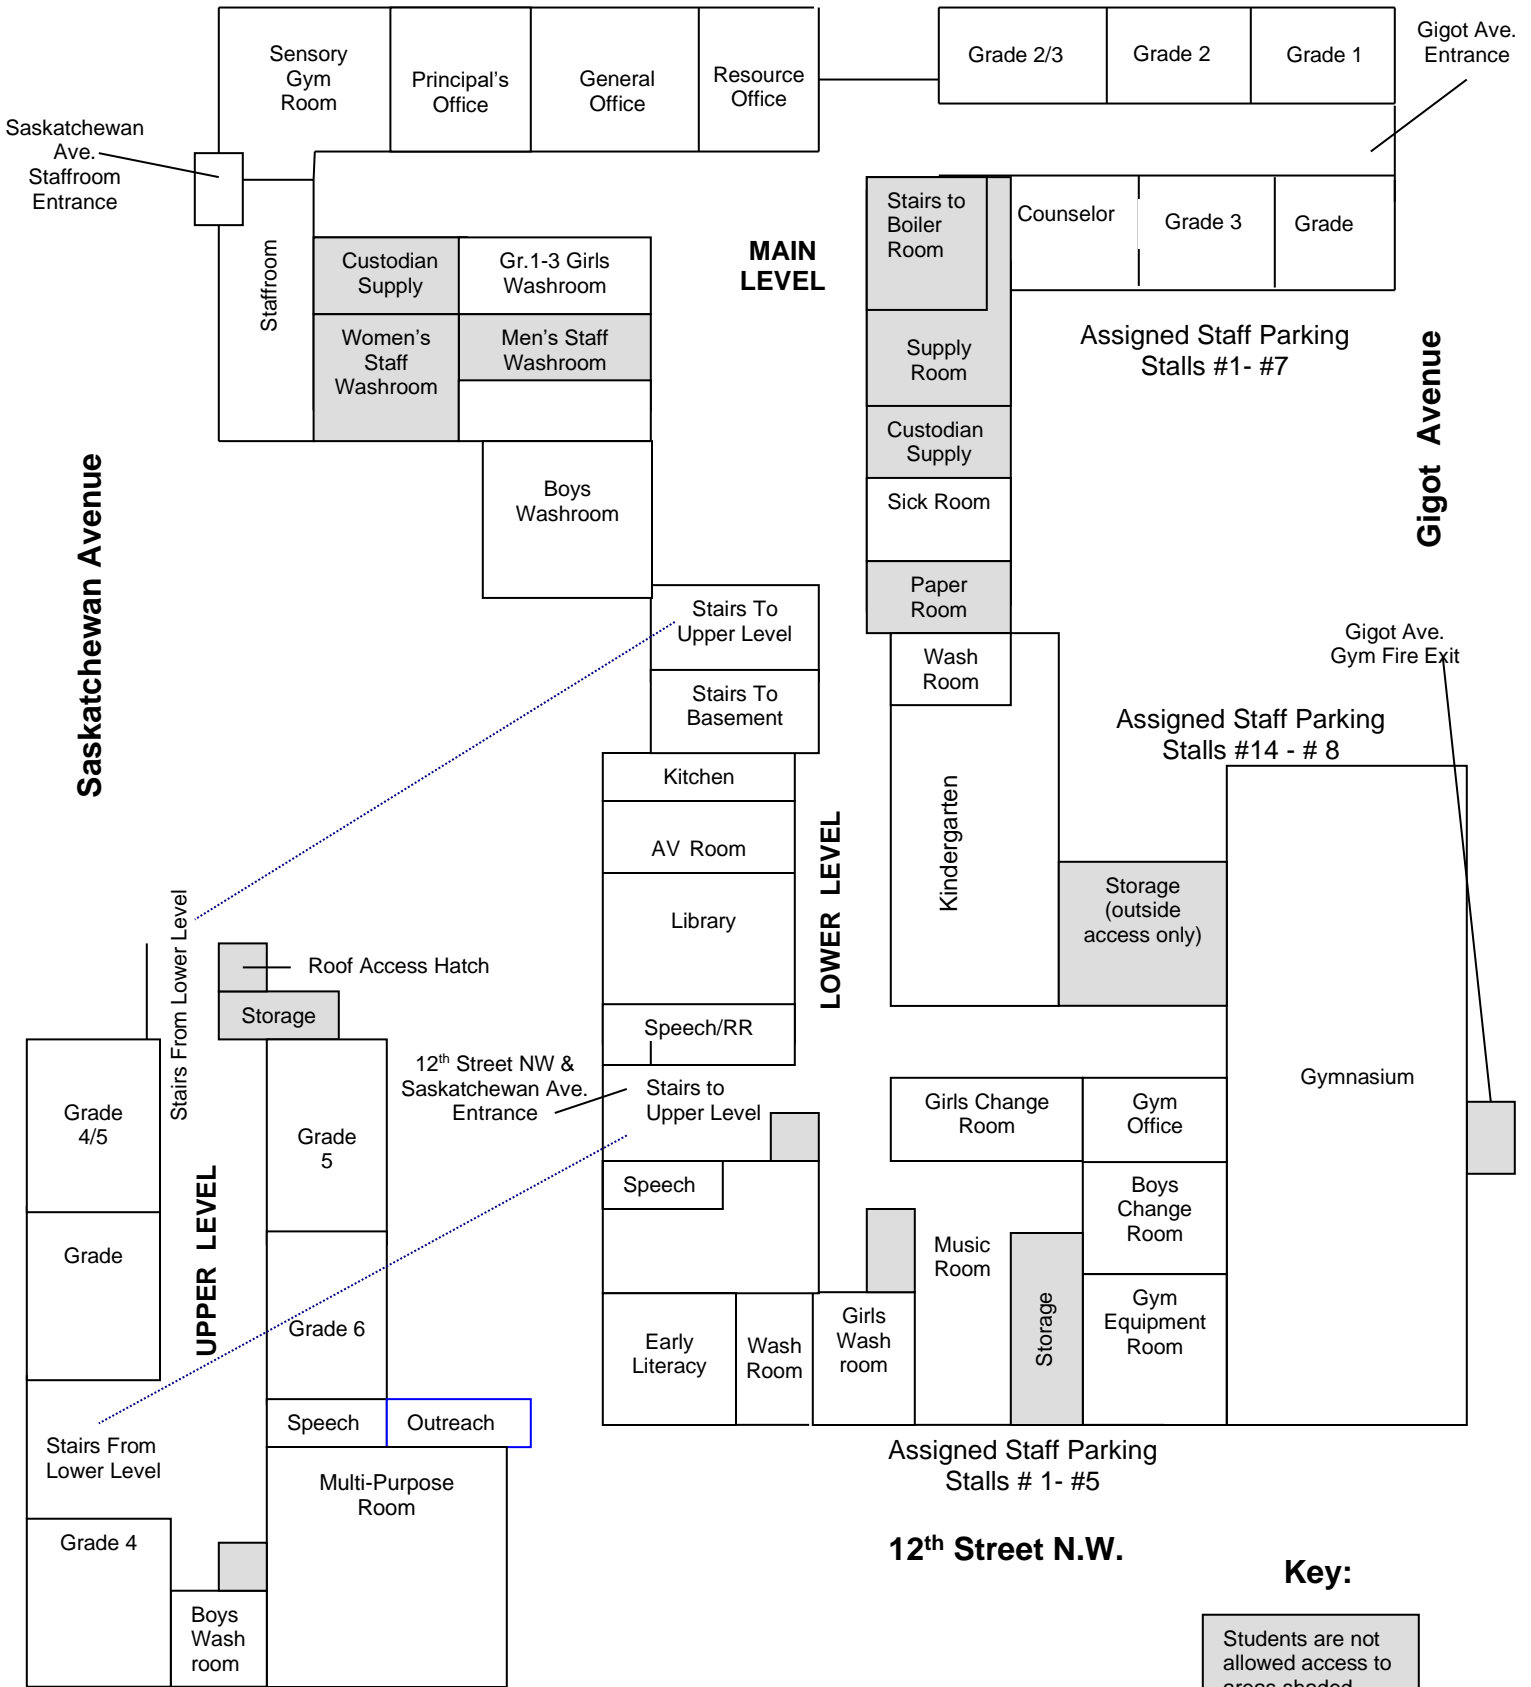 Sensory
Gym
Room
Principal's
Office
General
Office
Resource
Office
Grade 2/3
Grade 2
Grade 1
Gigot Ave.
Entrance
Saskatchewan
Ave.
Staffroom
Entrance
Staffroom
Custodian
Supply
Gr.1-3 Girls
Washroom
Women's
Staff
Washroom
Men's Staff
Washroom
MAIN
LEVEL
Stairs to
Boiler
Room
Counselor
Grade 3
Grade
Supply
Room
Assigned Staff Parking
Stalls #1- #7
Gigot Avenue
Custodian
Supply
Sick Room
Paper
Room
Saskatchewan Avenue
Boys
Washroom
Stairs To
Upper Level
Stairs To
Basement
Wash
Room
Gigot Ave.
Gym Fire Exit
Assigned Staff Parking
Stalls #14 - # 8
Kitchen
AV Room
Library
LOWER LEVEL
Kindergarten
Storage
(outside
access only)
Stairs From Lower Level
Roof Access Hatch
Storage
Speech/RR
12th Street NW &
Saskatchewan Ave.
Entrance
Stairs to
Upper Level
Girls Change
Room
Gym
Office
Gymnasium
Grade
4/5
Grade
5
Speech
Boys
Change
Room
UPPER LEVEL
Grade
Music
Room
Storage
Gym
Equipment
Room
Grade 6
Early
Literacy
Wash
Room
Girls
Wash
room
Speech
Outreach
Stairs From
Lower Level
Multi-Purpose
Room
Assigned Staff Parking
Stalls # 1- #5
12th Street N.W.
Grade 4
Boys
Wash
room
Key:
Students are not
allowed access to
areas shaded